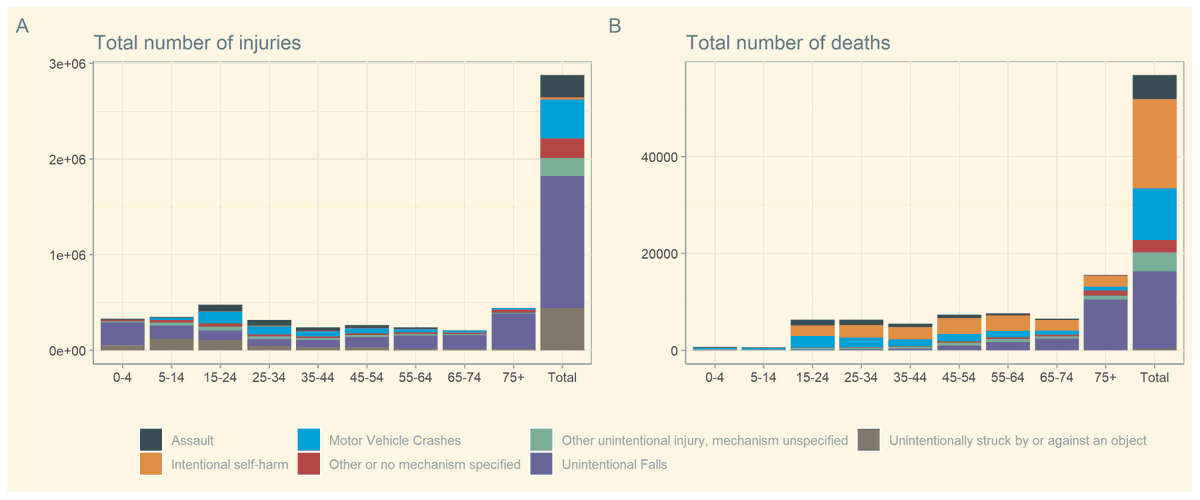 A
Total number of injuries
3e+06
2e+06
1e+06
0e+00
0-4 5-14 15-24 25-34 35-44 45-54 55-64 65-74 75+ Total
B
Total number of deaths
40000
20000
0
0-4 5-14 15-24 25-34 35-44 45-54 55-64 65-74 75+ Total
Assault Motor Vehicle Crashes Other unintentional injury, mechanism unspecified Unintentionally struck by or against an object
Intentional self-harm Other or no mechanism specified Unintentional Falls